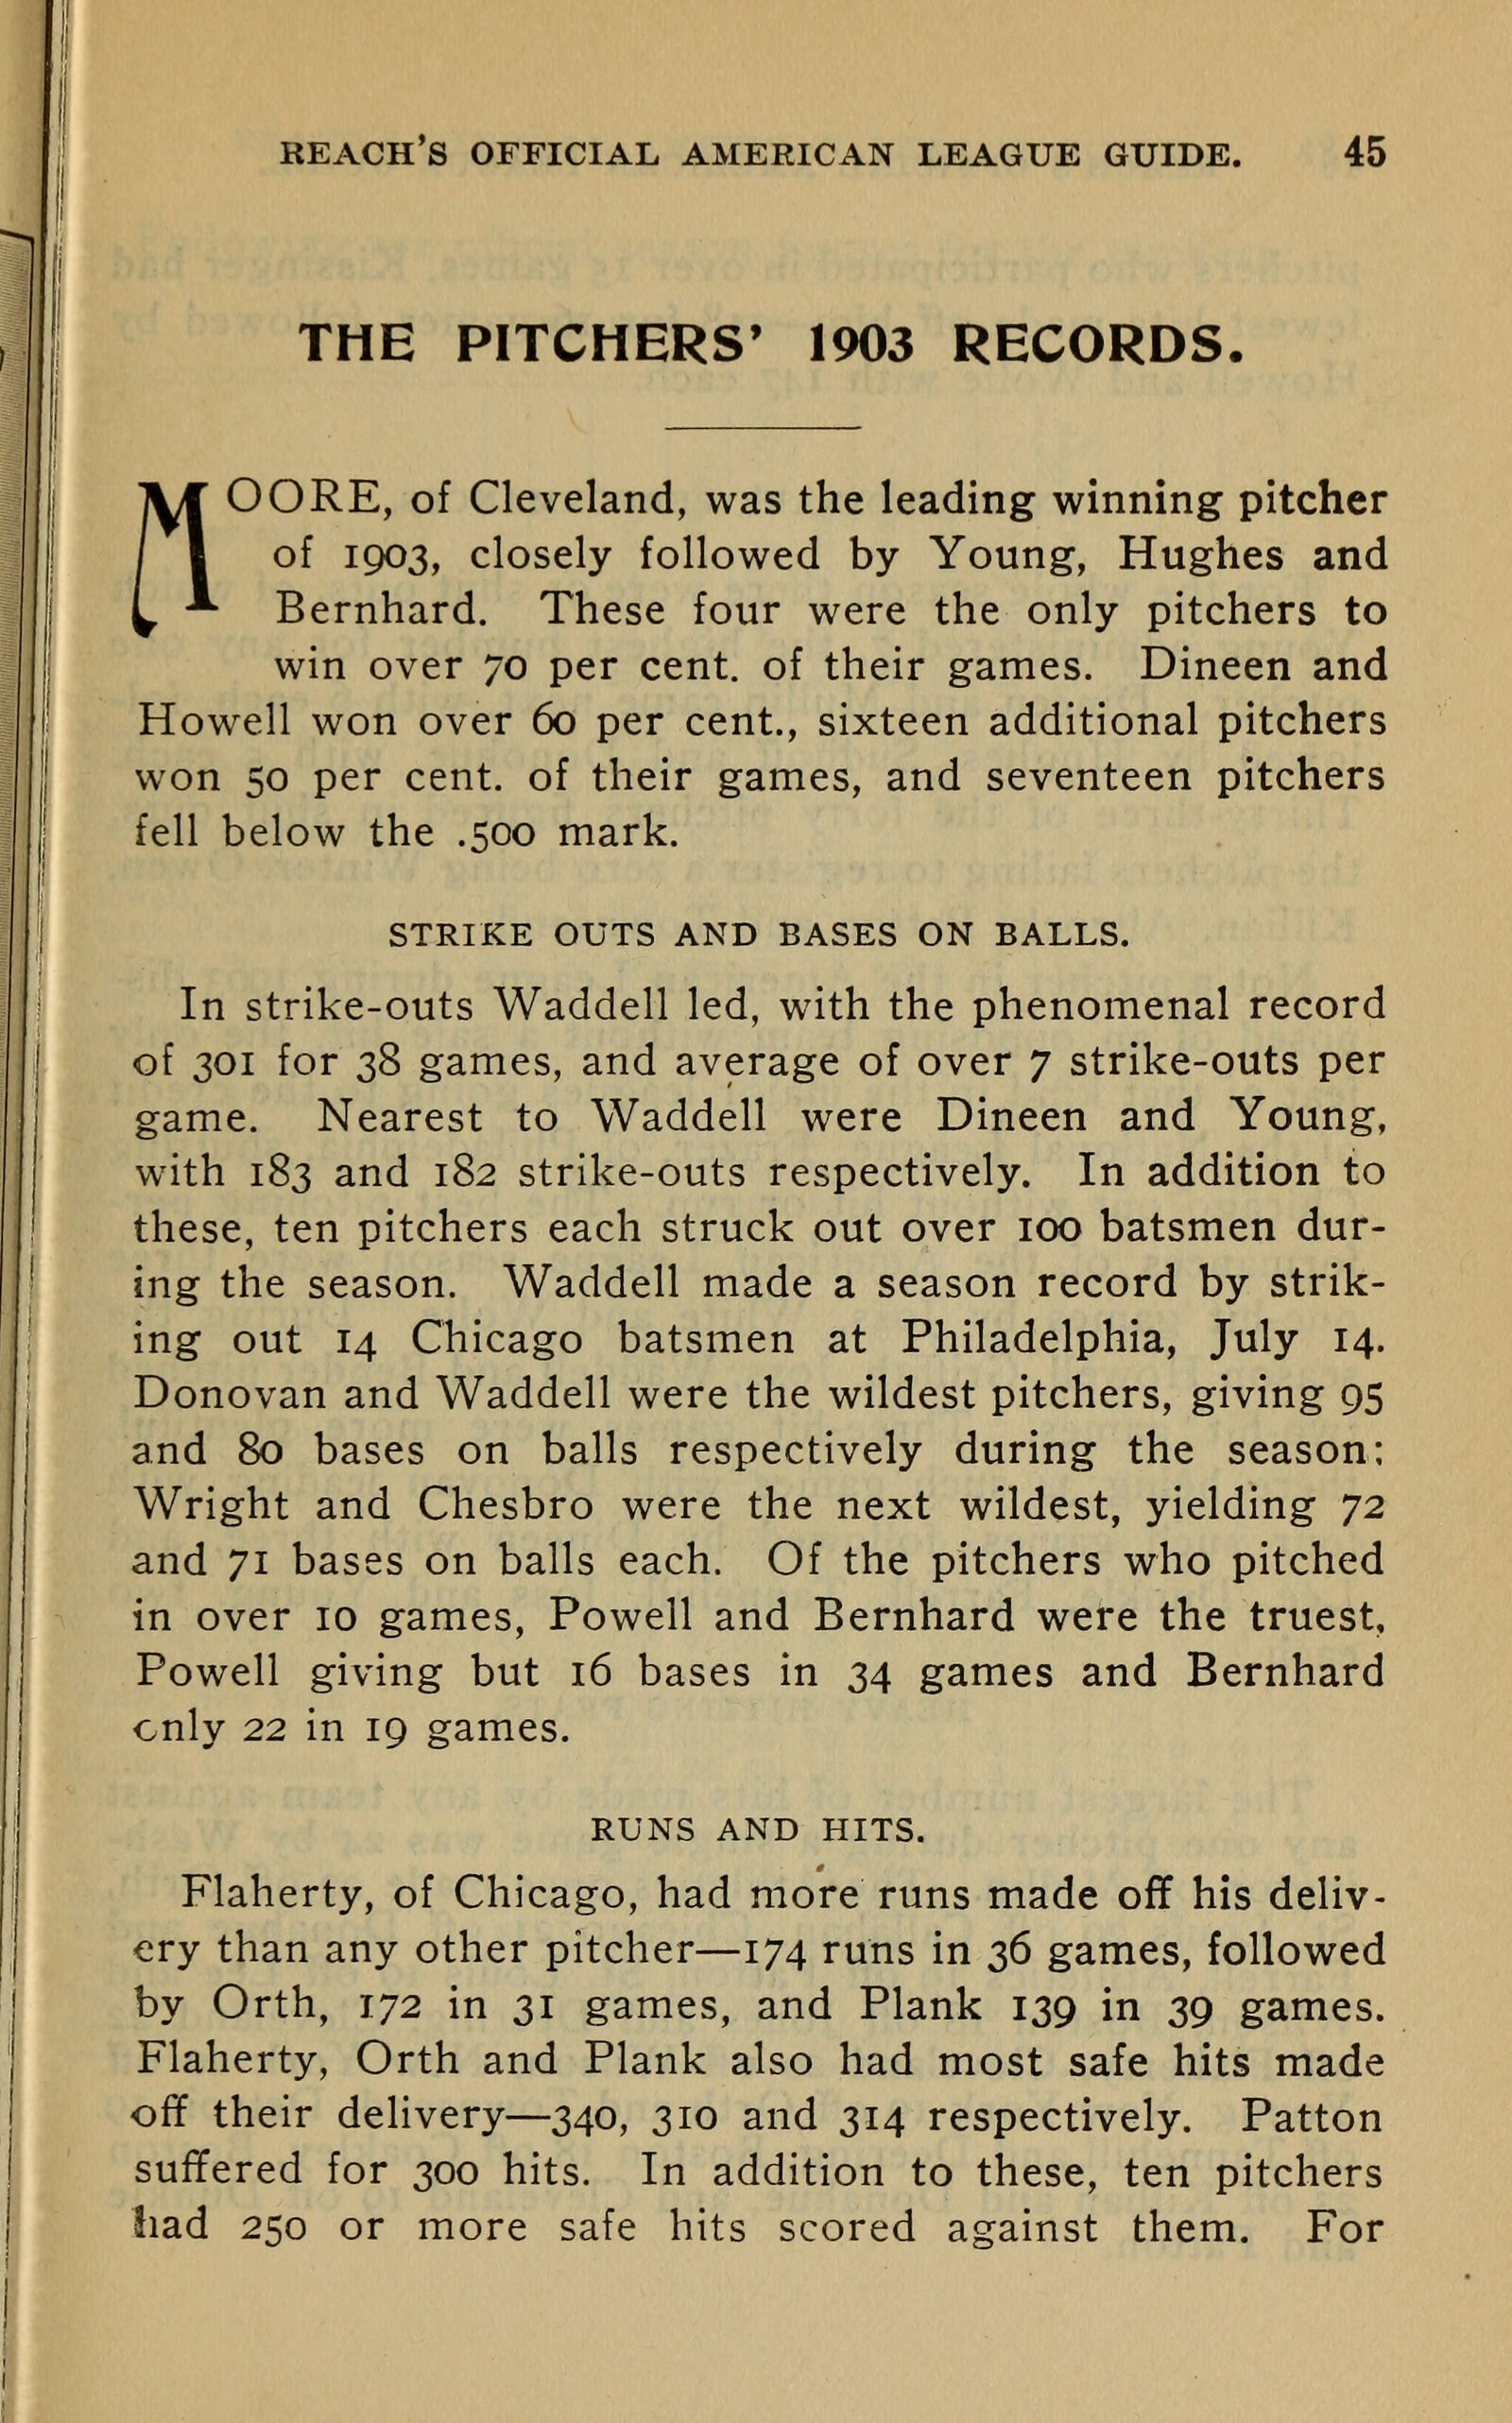 REACH'S OFFICIAL AMERICAN LEAGUE GUIDE. 45
THE PITCHERS' 1903 RECORDS.
MOORE, of Cleveland, was the leading winning pitcher
of 1903, closely followed by Young, Hughes and
Bernhard. These four were the only pitchers to
win over 70 per cent. of their games. Dineen and
Howell won over 60 per cent., sixteen additional pitchers
won 50 per cent. of their games, and seventeen pitchers
fell below the .500 mark.
STRIKE OUTS AND BASES ON BALLS.
In strike-outs Waddell led, with the phenomenal record
of 301 for 38 games, and average of over 7 strike-outs per
game. Nearest to Waddell were Dineen and Young,
with 183 and 182 strike-outs respectively. In addition to
these, ten pitchers each struck out over 100 batsmen dur-
ing the season. Waddell made a season record by strik-
ing out 14 Chicago batsmen at Philadelphia, July 14.
Donovan and Waddell were the wildest pitchers, giving 95
and 80 bases on balls respectively during the season;
Wright and Chesbro were the next wildest, yielding 72
and 71 bases on balls each. Of the pitchers who pitched
in over 10 games, Powell and Bernhard were the truest,
Powell giving but 16 bases in 34 games and Bernhard
only 22 in 19 games.
RUNS AND HITS.
Flaherty, of Chicago, had more runs made off his deliv-
ery than any other pitcher—174 runs in 36 games, followed
by Orth, 172 in 31 games, and Plank 139 in 39 games.
Flaherty, Orth and Plank also had most safe hits made
off their delivery—340, 310 and 314 respectively. Patton
suffered for 300 hits. In addition to these, ten pitchers
had 250 or more safe hits scored against them. For